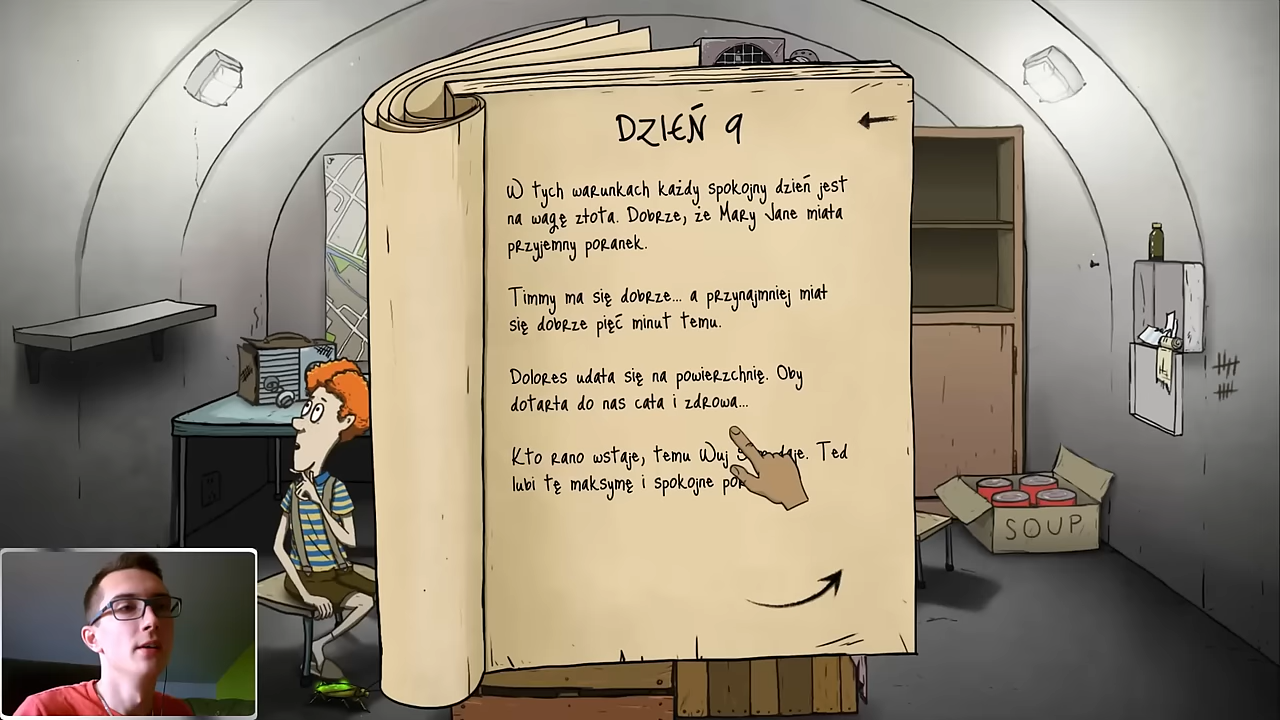 DZIEŃ 9
W tych warunkach każdy spokojny dzień jest
na wagę złota. Dobrze, że Mary Jane miała
przyjemny poranek.
Timmy ma się dobrze... a przynajmniej miał
się dobrze pięć minut temu.
Dolores udała się na powierzchnię. Oby
dotarła do nas cała i zdrowa...
Kto rano wstaje, temu Wuj Ted
lubi tę maksymę i spokojne
SOUP